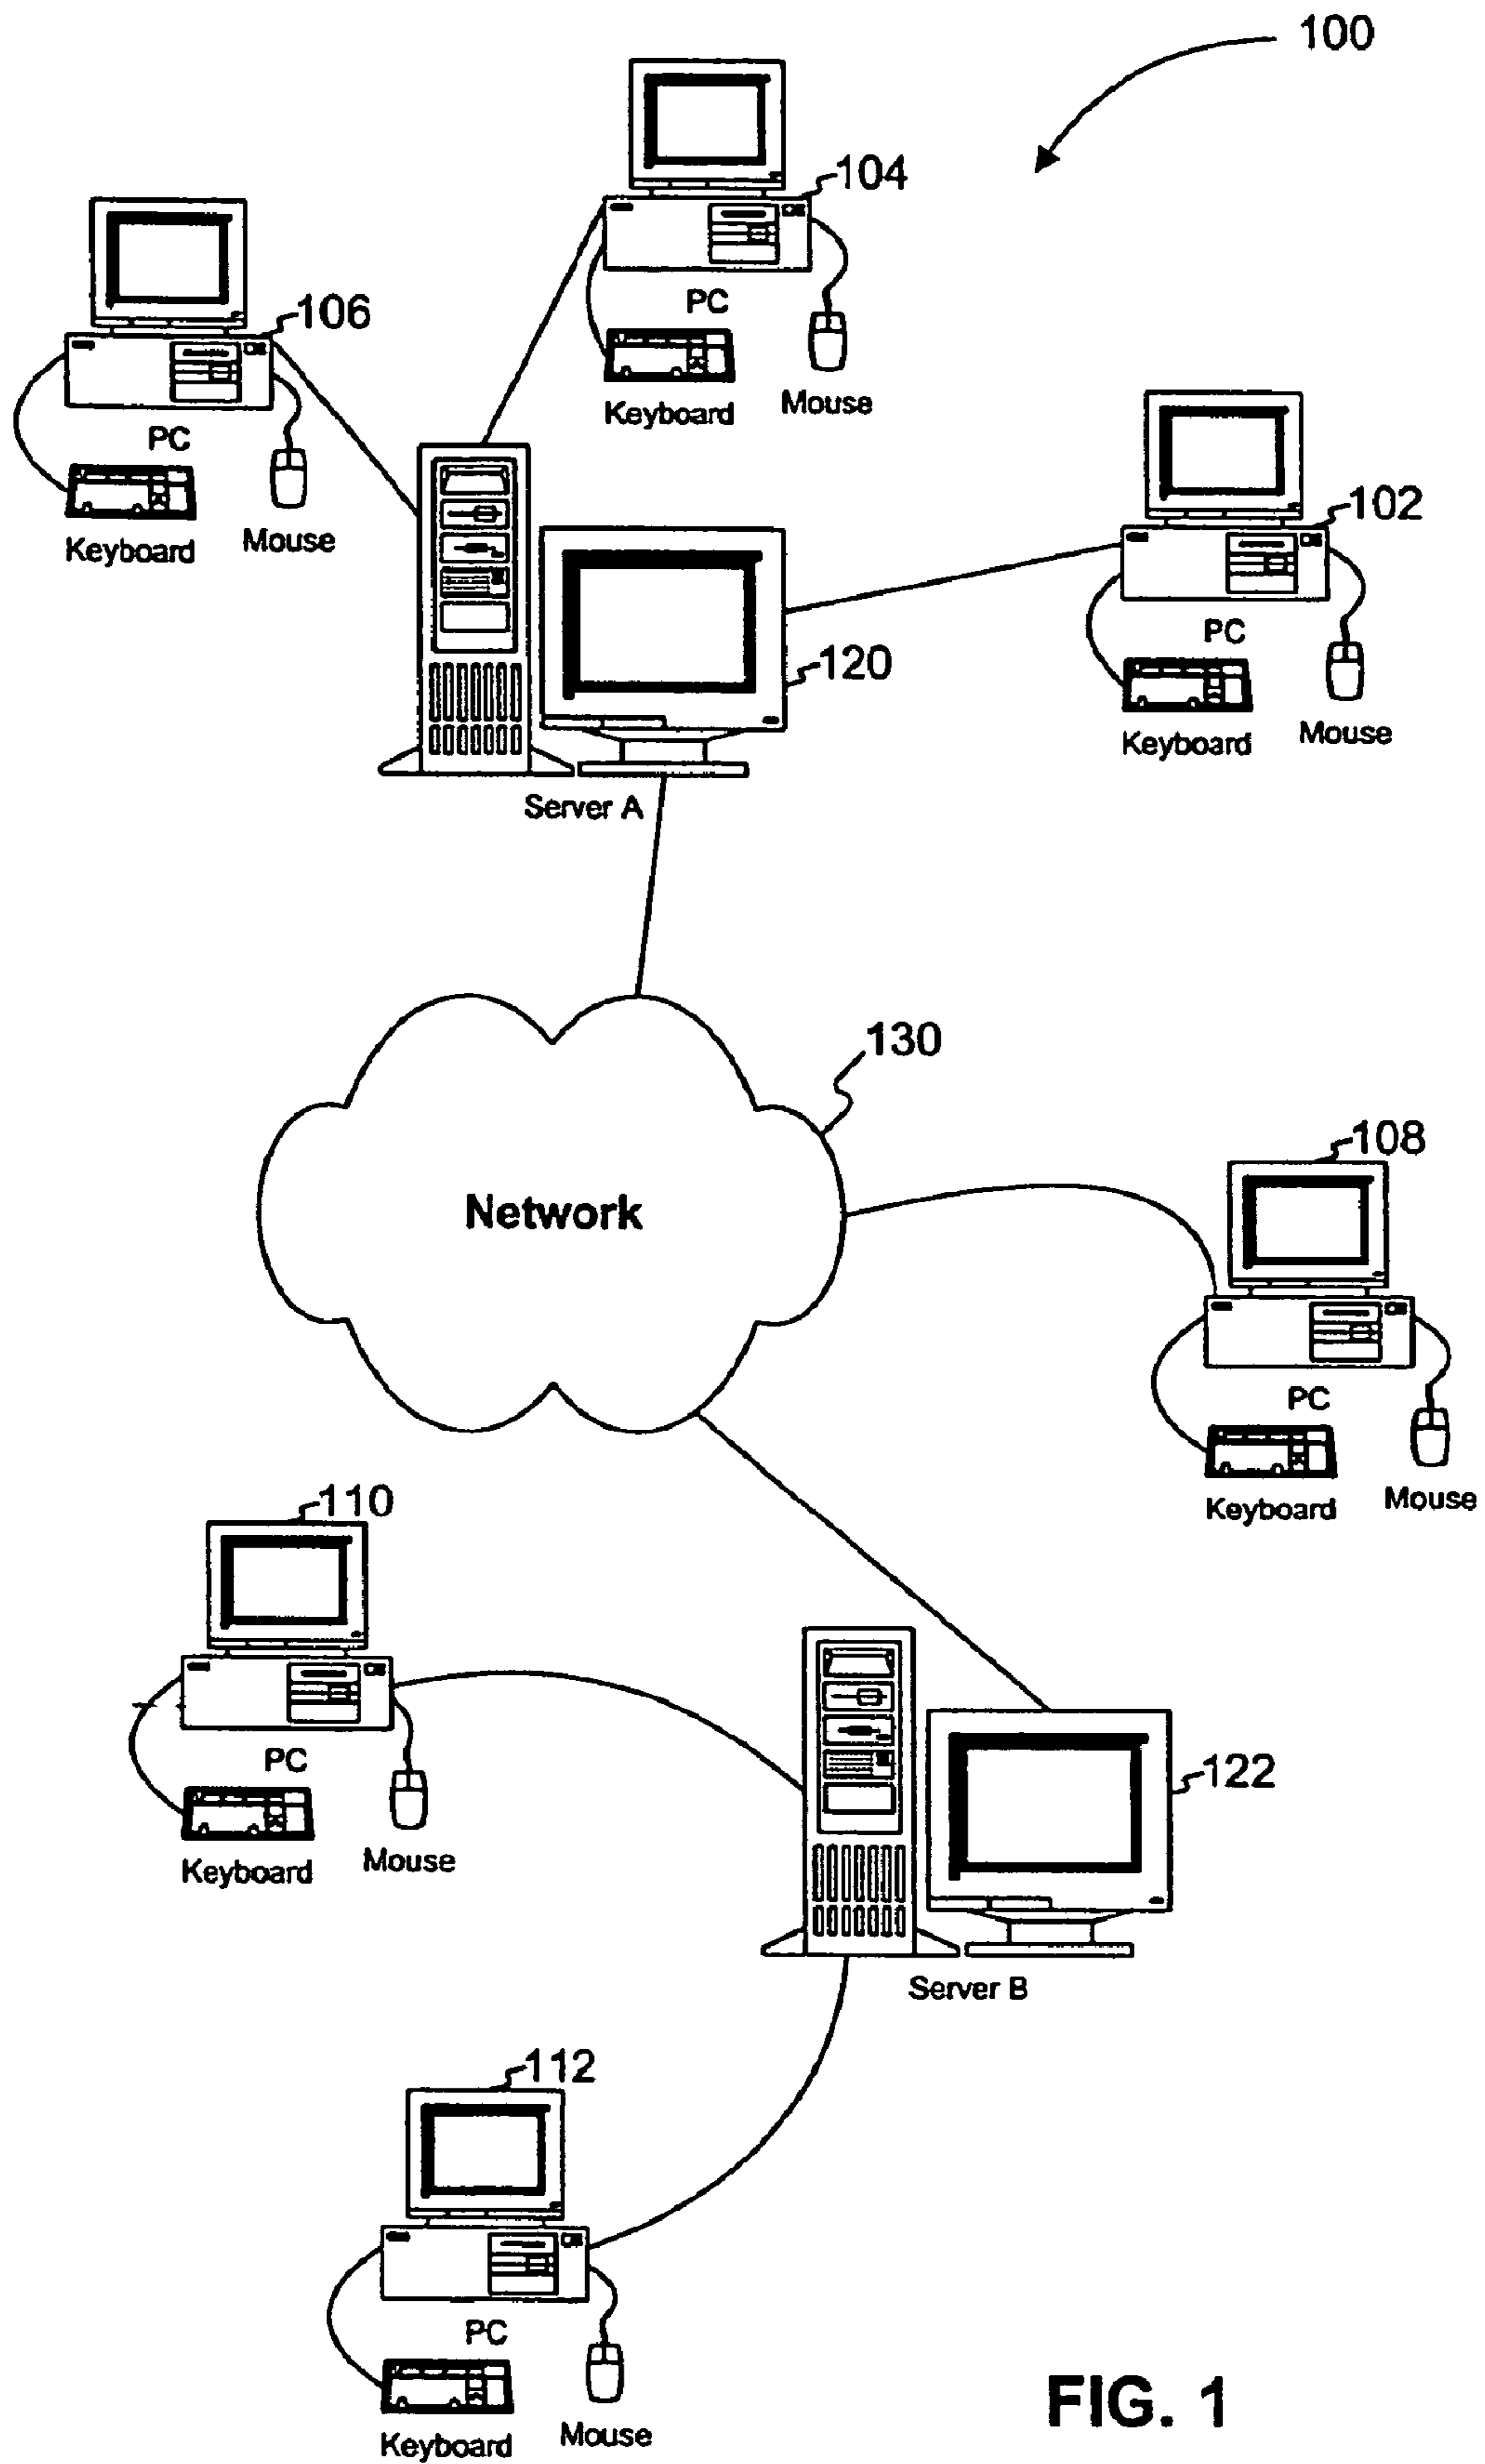 100
104
PC
Keyboard
Mouse
106
PC
Keyboard
Mouse
102
PC
Keyboard
Mouse
120
Server A
130
Network
108
PC
Keyboard
Mouse
110
PC
Keyboard
Mouse
122
Server B
112
PC
Keyboard
Mouse
FIG. 1